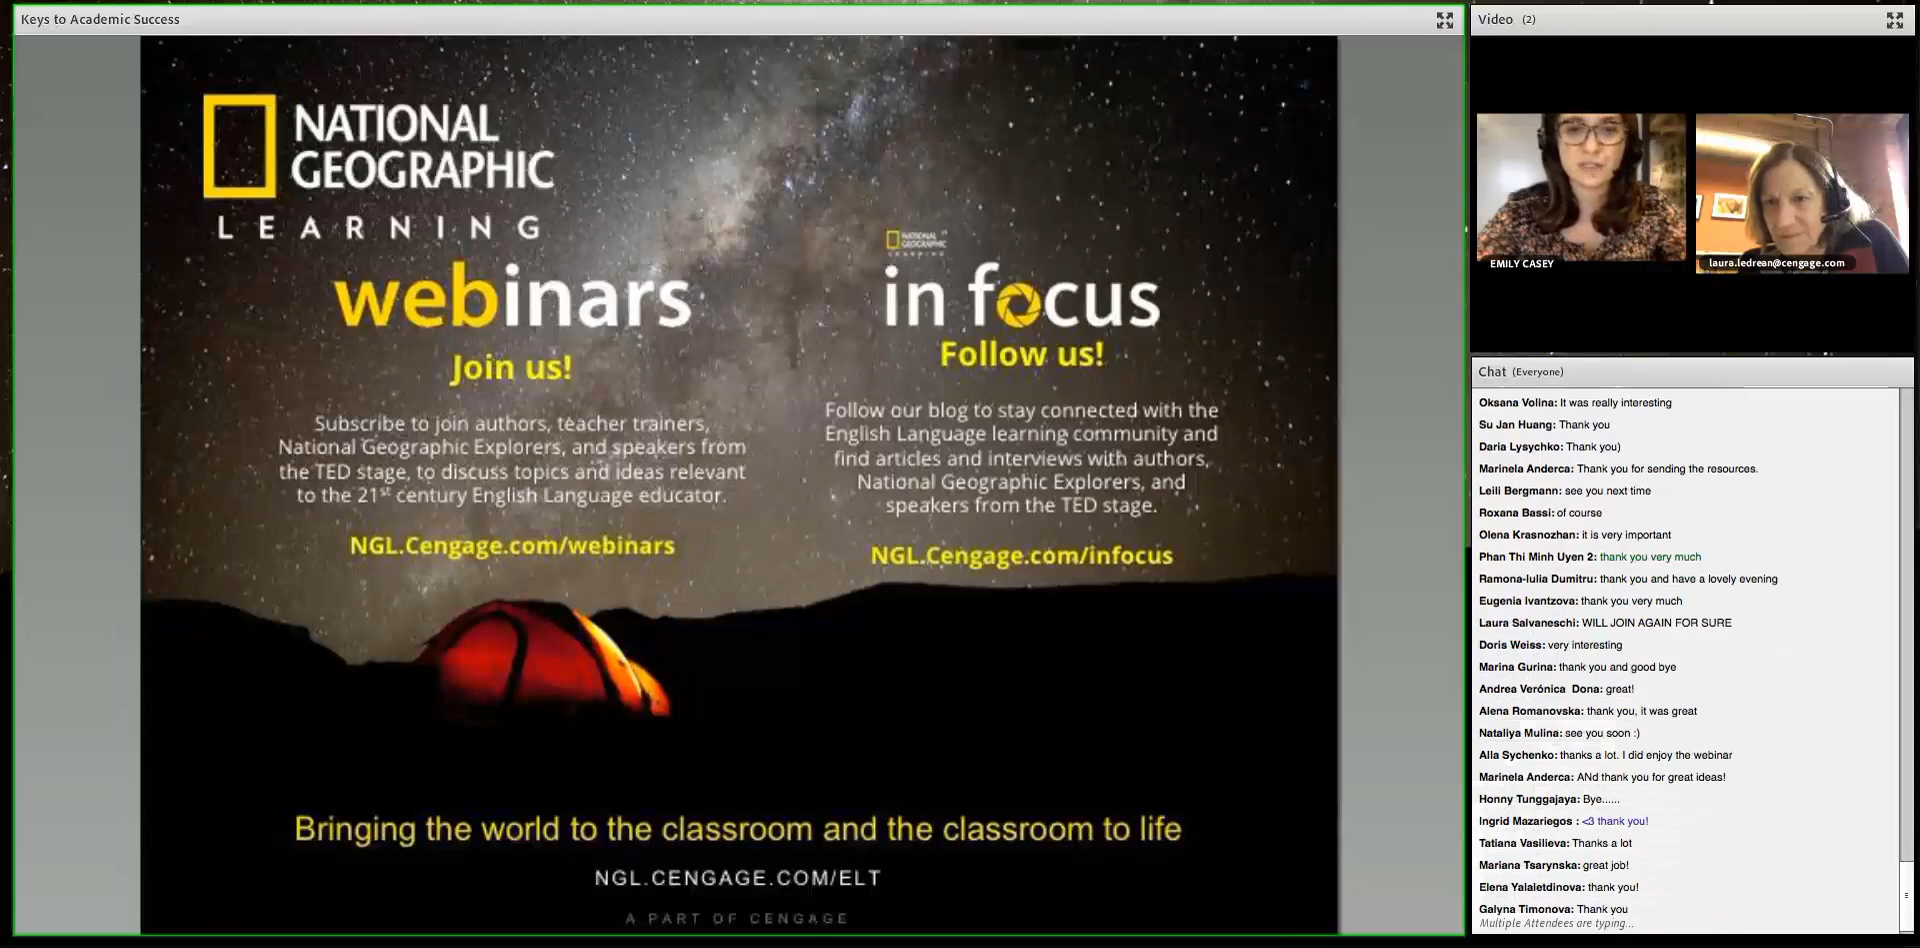 Keys to Academic Success
NATIONAL
GEOGRAPHIC
LEARNING
webinars
Join us!
Subscribe to join authors, teacher trainers,
National Geographic Explorers, and speakers from
the TED stage, to discuss topics and ideas relevant
to the 21st century English Language educator.
NGL.Cengage.com/webinars
NATIONAL
GEOGRAPHIC
LEARNING
in focus
Follow us!
Follow our blog to stay connected with the
English Language learning community and
find articles and interviews with authors,
National Geographic Explorers, and
speakers from the TED stage.
NGL.Cengage.com/infocus
Bringing the world to the classroom and the classroom to life
NGL.CENGAGE.COM/ELT
A PART OF CENGAGE
Video (2)
EMILY CASEY
laura.ledrean@cengage.com
Chat (Everyone)
Oksana Volina: It was really interesting
Su Jan Huang: Thank you
Daria Lysychko: Thank you)
Marinela Anderca: Thank you for sending the resources.
Leili Bergmann: see you next time
Roxana Bassi: of course
Olena Krasnozhan: it is very important
Phan Thi Minh Uyen 2: thank you very much
Ramona-Iulia Dumitru: thank you and have a lovely evening
Eugenia Ivantzova: thank you very much
Laura Salvaneschi: WILL JOIN AGAIN FOR SURE
Doris Weiss: very interesting
Marina Gurina: thank you and good bye
Andrea Verónica Dona: great!
Alena Romanovska: thank you, it was great
Nataliya Mulina: see you soon :)
Alla Sychenko: thanks a lot. I did enjoy the webinar
Marinela Anderca: ANd thank you for great ideas!
Honny Tunggajaya: Bye......
Ingrid Mazariegos : <3 thank you!
Tatiana Vasilieva: Thanks a lot
Mariana Tsarynska: great job!
Elena Yalaletdinova: thank you!
Galyna Timonova: Thank you
Multiple Attendees are typing...